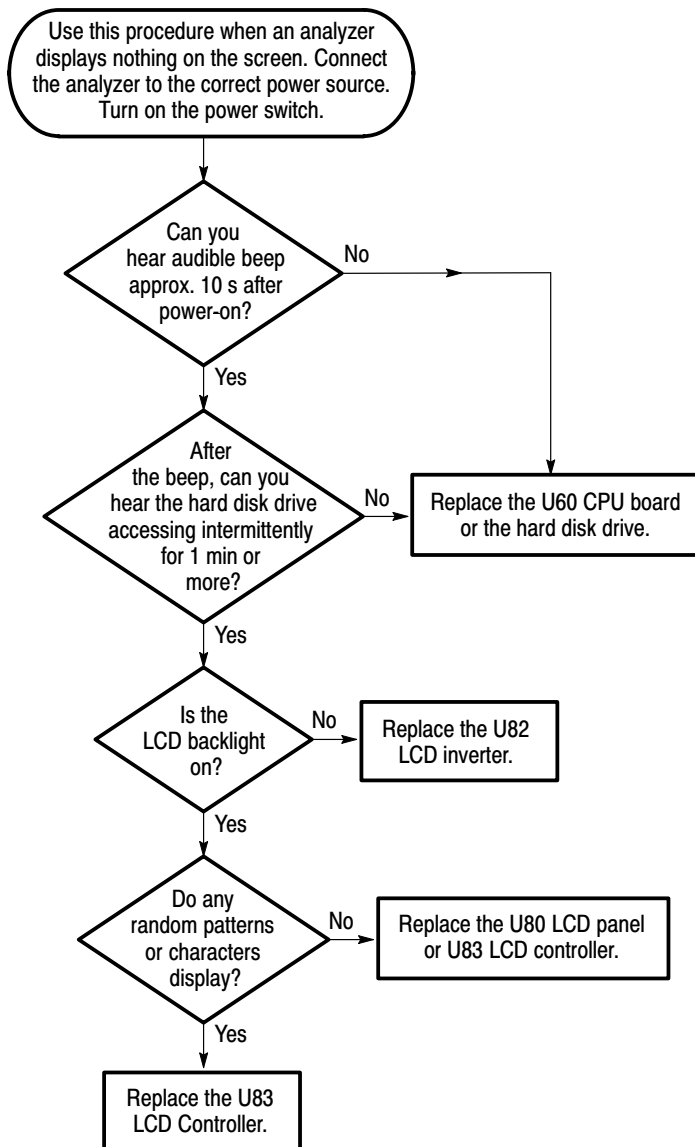 Use this procedure when an analyzer
displays nothing on the screen. Connect
the analyzer to the correct power source.
Turn on the power switch.
Can you
hear audible beep
approx. 10 s after
power-on?
No
Yes
After
the beep, can you
hear the hard disk drive
accessing intermittently
for 1 min or
more?
No
Replace the U60 CPU board
or the hard disk drive.
Yes
Is the
LCD backlight
on?
No
Replace the U82
LCD inverter.
Yes
Do any
random patterns
or characters
display?
No
Replace the U80 LCD panel
or U83 LCD controller.
Yes
Replace the U83
LCD Controller.